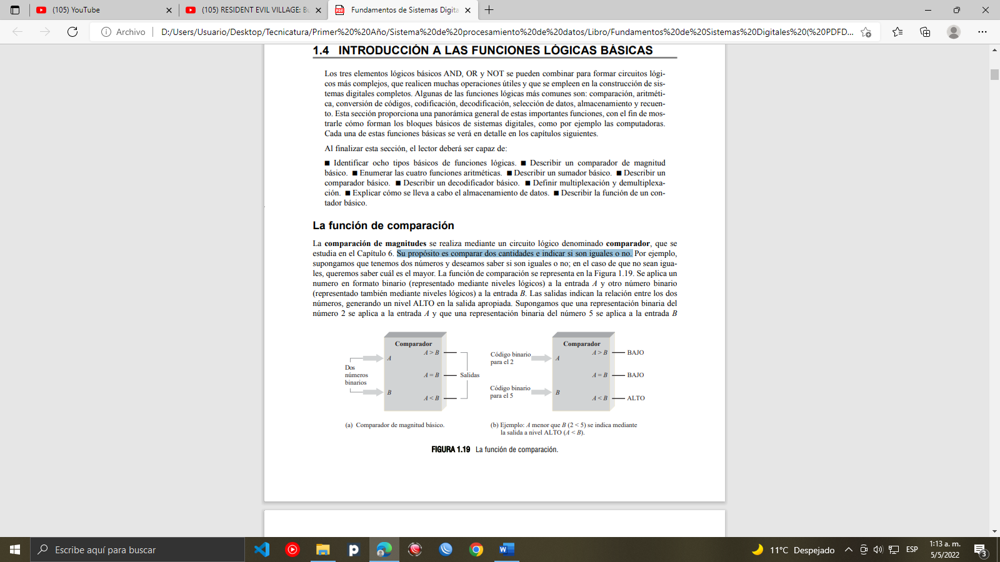 (105) YouTube
(105) RESIDENT EVIL VILLAGE: Bu
Fundamentos de Sistemas Digita
Archivo
D:/Users/Usuario/Desktop/Tecnicatura/Primer%20%20Año/Sistema%20de%20procesamiento%20de%20datos/Libro/Fundamentos%20de%20Sistemas%20Digitales%20(%20PDFD...
1.4 INTRODUCCIÓN A LAS FUNCIONES LÓGICAS BÁSICAS
Los tres elementos lógicos básicos AND, OR y NOT se pueden combinar para formar circuitos lógi-
cos más complejos, que realicen muchas operaciones útiles y que se empleen en la construcción de sis-
temas digitales completos. Algunas de las funciones lógicas más comunes son: comparación, aritméti-
ca, conversión de códigos, codificación, decodificación, selección de datos, almacenamiento y recuen-
to. Esta sección proporciona una panorámica general de estas importantes funciones, con el fin de mos-
trarle cómo forman los bloques básicos de sistemas digitales, como por ejemplo las computadoras.
Cada una de estas funciones básicas se verá en detalle en los capítulos siguientes.
Al finalizar esta sección, el lector deberá ser capaz de:
■ Identificar ocho tipos básicos de funciones lógicas. ■ Describir un comparador de magnitud
básico. ■ Enumerar las cuatro funciones aritméticas. ■ Describir un sumador básico. ■ Describir un
comparador básico. ■ Describir un decodificador básico. ■ Definir multiplexación y demultiplexa-
ción. ■ Explicar cómo se lleva a cabo el almacenamiento de datos. ■ Describir la función de un con-
tador básico.
La función de comparación
La comparación de magnitudes se realiza mediante un circuito lógico denominado comparador, que se
estudia en el Capítulo 6. Su propósito es comparar dos cantidades e indicar si son iguales o no. Por ejemplo,
supongamos que tenemos dos números y deseamos saber si son iguales o no; en el caso de que no sean igua-
les, queremos saber cuál es el mayor. La función de comparación se representa en la Figura 1.19. Se aplica un
numero en formato binario (representado mediante niveles lógicos) a la entrada A y otro número binario
(representado también mediante niveles lógicos) a la entrada B. Las salidas indican la relación entre los dos
números, generando un nivel ALTO en la salida apropiada. Supongamos que una representación binaria del
número 2 se aplica a la entrada A y que una representación binaria del número 5 se aplica a la entrada B
Comparador
A > B
A
Dos
números
binarios
A = B
Salidas
B
A < B
(a) Comparador de magnitud básico.
Comparador
Código binario
para el 2
A
A > B
BAJO
A = B
BAJO
Código binario
para el 5
B
A < B
ALTO
(b) Ejemplo: A menor que B (2 < 5) se indica mediante
la salida a nivel ALTO (A < B).
FIGURA 1.19 La función de comparación.
Escribe aquí para buscar
11°C Despejado
ESP
1:13 a. m.
5/5/2022
3